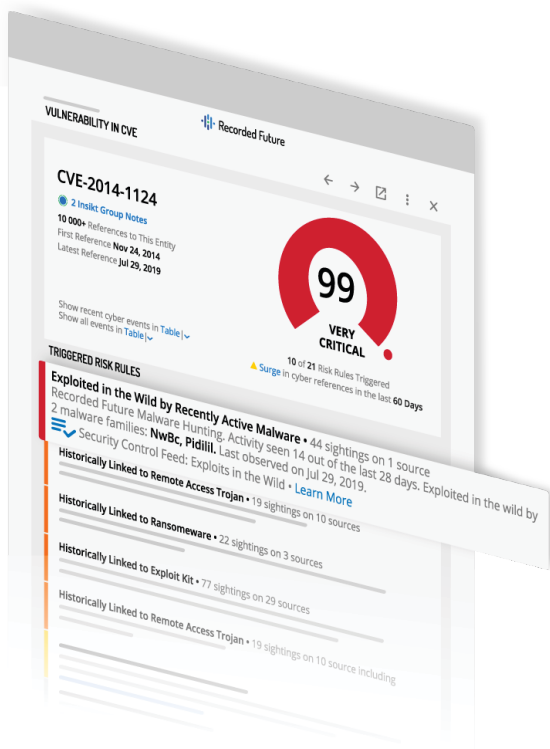 VULNERABILITY IN CVE
Recorded Future
CVE-2014-1124
2 Insikt Group Notes
10 000+ References to This Entity
First Reference Nov 24, 2014
Latest Reference Jul 29, 2019
Show recent cyber events in Table |
Show all events in Table |
99
VERY
CRITICAL
10 of 21 Risk Rules Triggered
Surge in cyber references in the last 60 Days
TRIGGERED RISK RULES
Exploited in the Wild by Recently Active Malware • 44 sightings on 1 source
Recorded Future Malware Hunting. Activity seen 14 out of the last 28 days. Exploited in the wild by
2 malware families: NwBc, Pidilil. Last observed on Jul 29, 2019.
Security Control Feed: Exploits in the Wild • Learn More
Historically Linked to Remote Access Trojan • 19 sightings on 10 sources
Historically Linked to Ransomware • 22 sightings on 3 sources
Historically Linked to Exploit Kit • 77 sightings on 29 sources
Historically Linked to Remote Access Trojan • 19 sightings on 10 source including